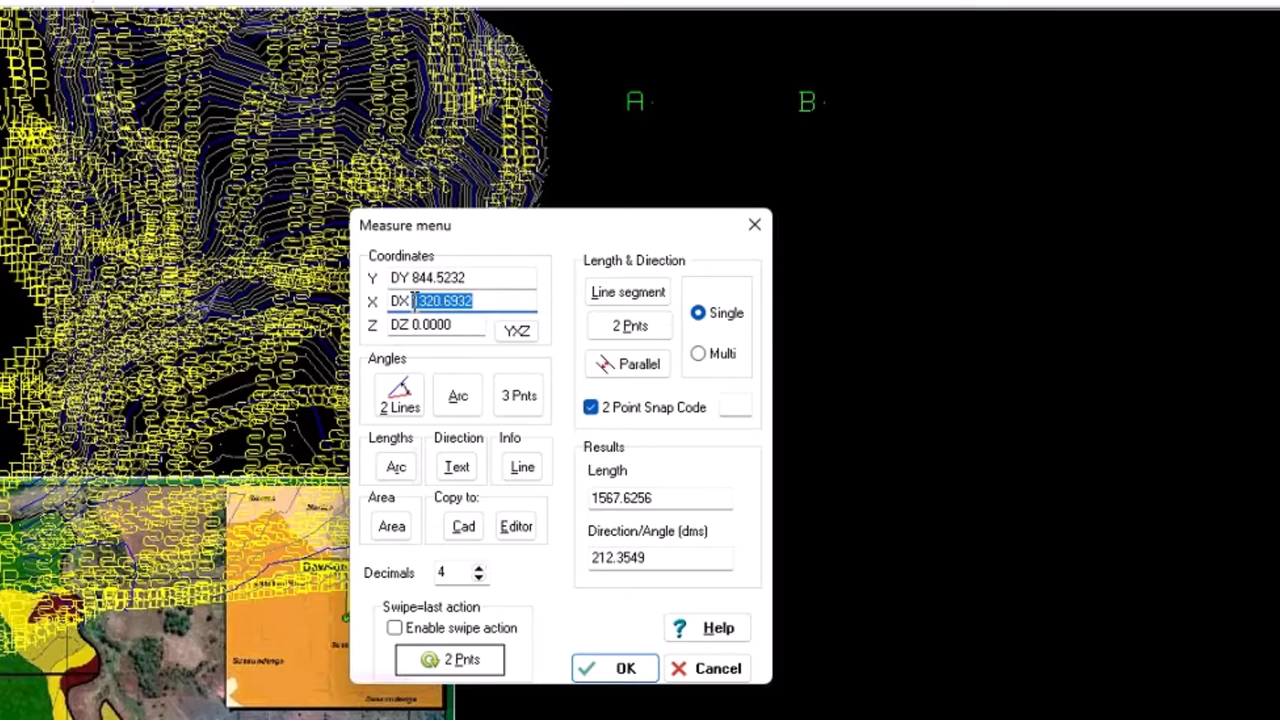 A B
Measure menu
Coordinates
Y DY 844.5232
X DX 1320.6932
Z DZ 0.0000
YXZ
Angles
2 Lines
Arc
3 Pnts
Lengths
Arc
Direction
Text
Info
Line
Area
Area
Copy to:
Cad
Editor
Decimals
4
Swipe=last action
Enable swipe action
2 Pnts
Length & Direction
Line segment
2 Pnts
Parallel
Single
Multi
2 Point Snap Code
Results
Length
1567.6256
Direction/Angle (dms)
212.3549
Help
OK
Cancel